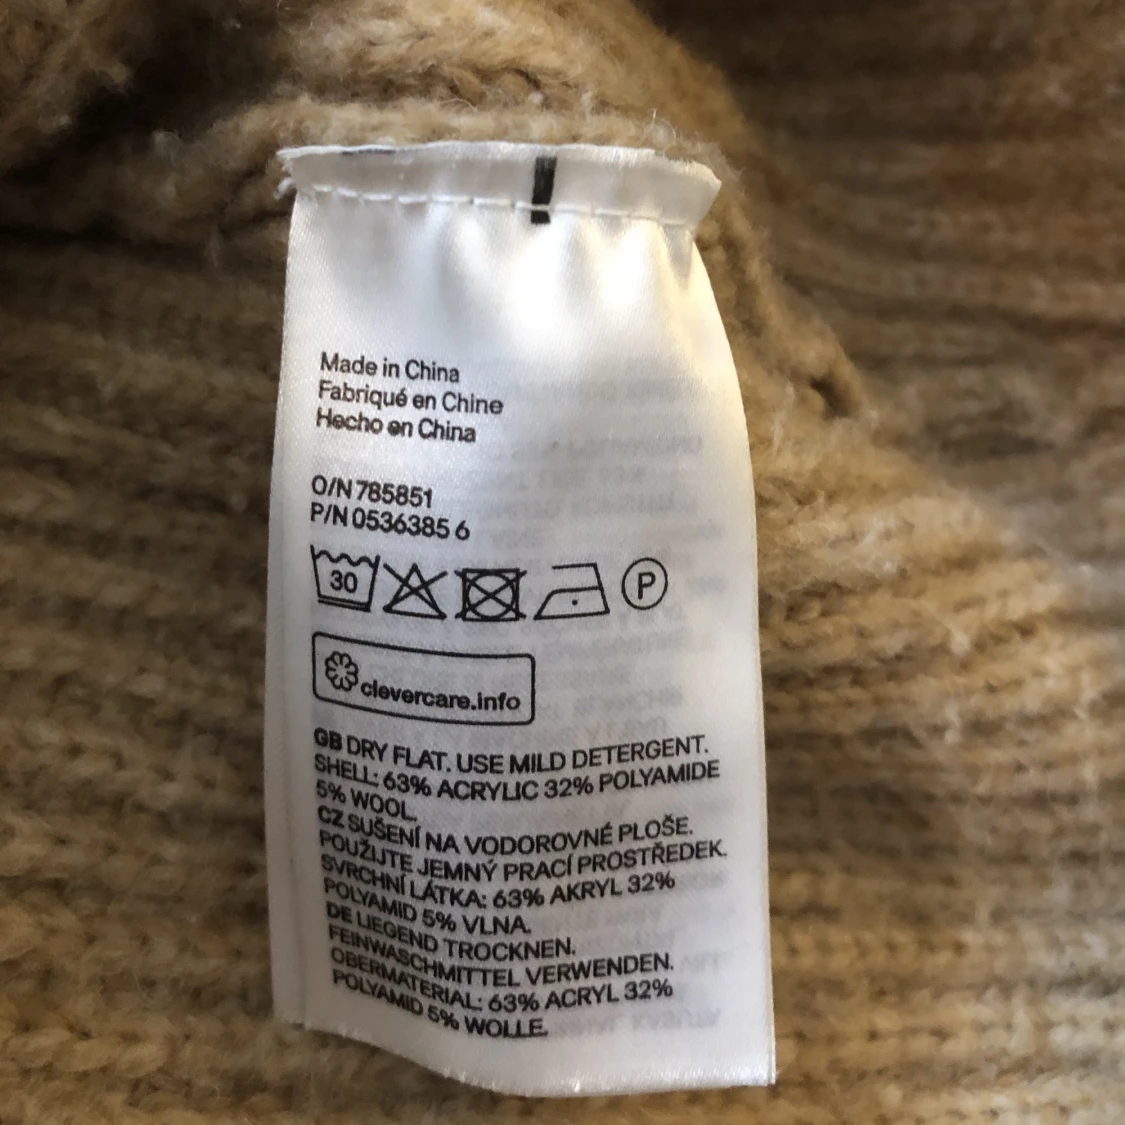 Made in China
Fabriqué en Chine
Hecho en China
O/N 785851
P/N 0536385 6
30
P
clevercare.info
GB DRY FLAT. USE MILD DETERGENT.
SHELL: 63% ACRYLIC 32% POLYAMIDE
5% WOOL.
CZ SUŠENÍ NA VODOROVNÉ PLOŠE.
POUŽIJTE JEMNÝ PRACÍ PROSTŘEDEK.
SVRCHNÍ LÁTKA: 63% AKRYL 32%
POLYAMID 5% VLNA.
DE LIEGEND TROCKNEN.
FEINWASCHMITTEL VERWENDEN.
OBERMATERIAL: 63% ACRYL 32%
POLYAMID 5% WOLLE.